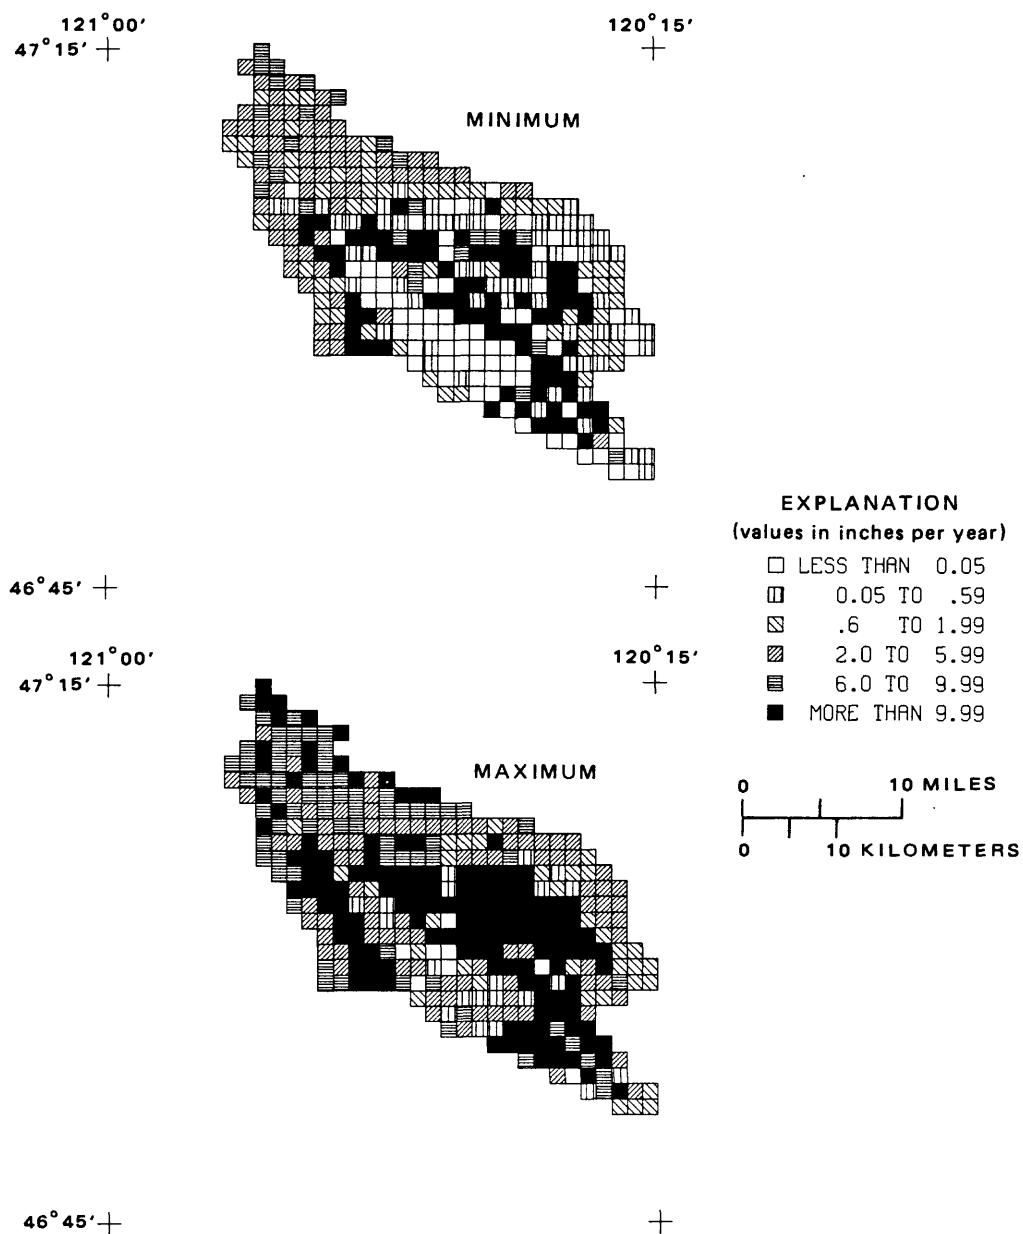 121°00'
120°15'
47°15'
MINIMUM
EXPLANATION
(values in inches per year)
LESS THAN 0.05
0.05 TO .59
.6 TO 1.99
2.0 TO 5.99
6.0 TO 9.99
MORE THAN 9.99
46°45'
121°00'
120°15'
47°15'
MAXIMUM
0 10 MILES
0 10 KILOMETERS
46°45'